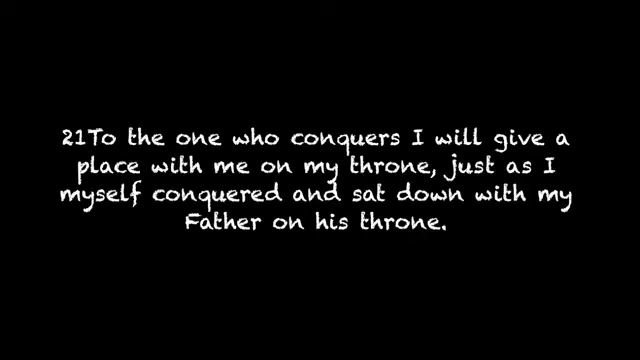 21To the one who conquers I will give a
place with me on my throne, just as I
myself conquered and sat down with my
Father on his throne.